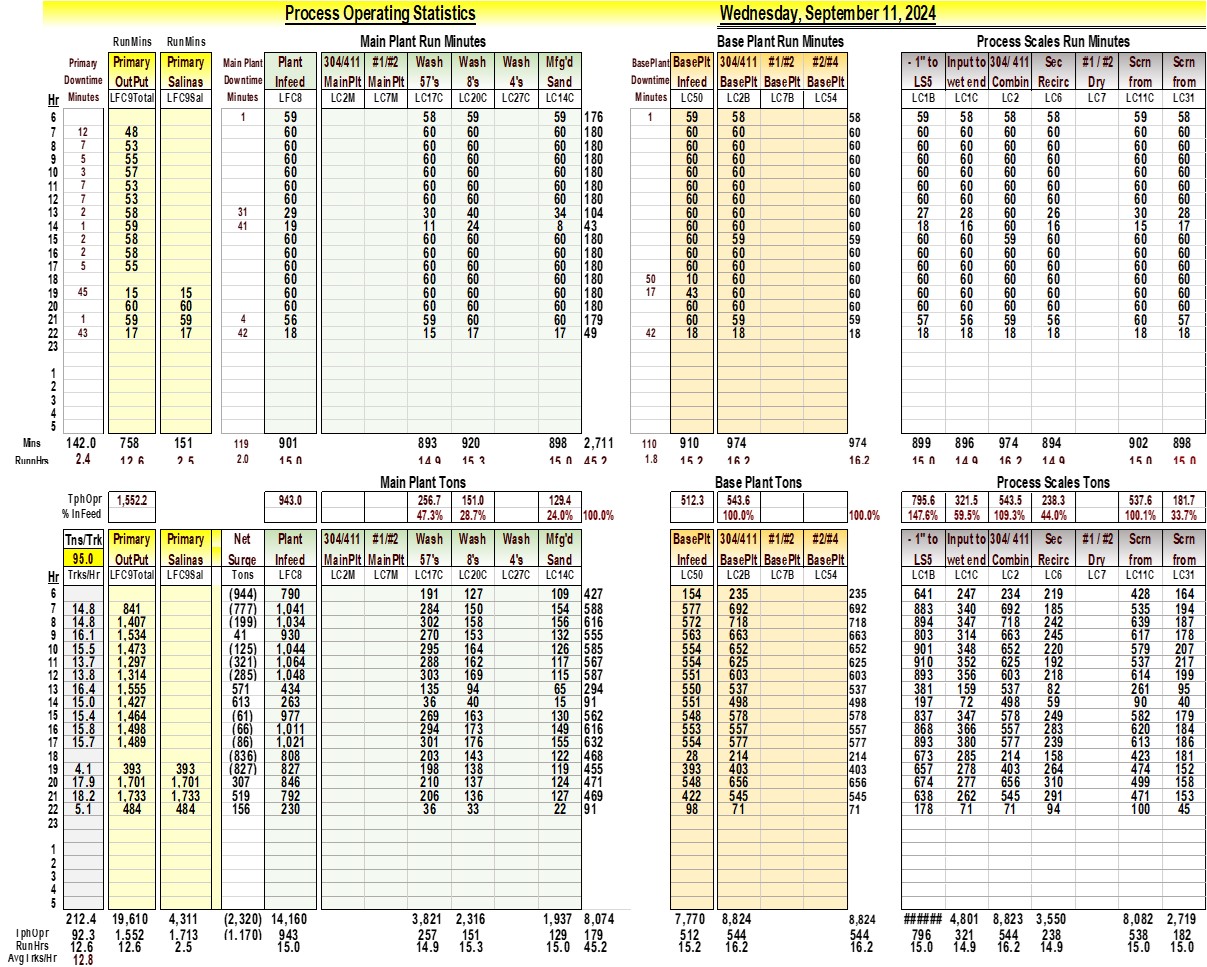 Process Operating Statistics Wednesday, September 11, 2024
RunMins RunMins Main Plant Run Minutes Base Plant Run Minutes Process Scales Run Minutes
Primary Primary Primary Main Plant Plant 304/411 #1/#2 Wash Wash Wash Mfg'd BasePlant BasePlt 304/411 #1/#2 #2/#4 - 1" to Input to 304/ 411 Sec #1 / #2 Scrn Scrn
Downtime OutPut Salinas Downtime Infeed MainPlt MainPlt 57's 8's 4's Sand Downtime Infeed BasePlt BasePlt BasePlt LS5 wet end Combin Recirc Dry from from
Hr Minutes LFC9Total LFC9Sal Minutes LFC8 LC2M LC7M LC17C LC20C LC27C LC14C Minutes LC50 LC2B LC7B LC54 LC1B LC1C LC2 LC6 LC7 LC11C LC31
6 1 59 58 59 59 176 1 59 58 58 59 58 58 58 59 58
7 12 48 60 60 60 60 180 60 60 60 60 60 60 60 60 60
8 7 53 60 60 60 60 180 60 60 60 60 60 60 60 60 60
9 5 55 60 60 60 60 180 60 60 60 60 60 60 60 60 60
10 3 57 60 60 60 60 180 60 60 60 60 60 60 60 60 60
11 7 53 60 60 60 60 180 60 60 60 60 60 60 60 60 60
12 7 53 60 60 60 60 180 60 60 60 60 60 60 60 60 60
13 2 58 31 29 30 40 34 104 60 60 60 27 28 60 26 30 28
14 1 59 41 19 11 24 8 43 60 60 60 18 16 60 16 15 17
15 2 58 60 60 60 60 180 60 59 59 60 60 59 60 60 60
16 2 58 60 60 60 60 180 60 60 60 60 60 60 60 60 60
17 5 55 60 60 60 60 180 60 60 60 60 60 60 60 60 60
18 60 60 60 60 180 50 10 60 60 60 60 60 60 60 60
19 45 15 15 60 60 60 60 180 17 43 60 60 60 60 60 60 60 60
20 60 60 60 60 60 60 180 60 60 60 60 60 60 60 60 60
21 1 59 59 4 56 59 60 60 179 60 59 59 57 56 59 56 60 57
22 43 17 17 42 18 15 17 17 49 42 18 18 18 18 18 18 18 18 18
23
1
2
3
4
5
Mins 142.0 758 151 119 901 893 920 898 2,711 110 910 974 974 899 896 974 894 902 898
RunnHrs 2.4 12.6 2.5 2.0 15.0 14.9 15.3 15.0 45.2 1.8 15.2 16.2 16.2 15.0 14.9 16.2 14.9 15.0 15.0
Main Plant Tons Base Plant Tons Process Scales Tons
TphOpr 1,552.2 943.0 256.7 151.0 129.4 512.3 543.6 795.6 321.5 543.5 238.3 537.6 181.7
% InFeed 47.3% 28.7% 24.0% 100.0% 100.0% 100.0% 147.6% 59.5% 109.3% 44.0% 100.1% 33.7%
Tns/Trk Primary Primary Net Plant 304/411 #1/#2 Wash Wash Wash Mfg'd BasePlt 304/411 #1/#2 #2/#4 - 1" to Input to 304/ 411 Sec #1 / #2 Scrn Scrn
95.0 OutPut Salinas Surge Infeed MainPlt MainPlt 57's 8's 4's Sand Infeed BasePlt BasePlt BasePlt LS5 wet end Combin Recirc Dry from from
Hr Trks/Hr LFC9Total LFC9Sal Tons LFC8 LC2M LC7M LC17C LC20C LC27C LC14C LC50 LC2B LC7B LC54 LC1B LC1C LC2 LC6 LC7 LC11C LC31
6 (944) 790 191 127 109 427 154 235 235 641 247 234 219 428 164
7 14.8 841 (777) 1,041 284 150 154 588 577 692 692 883 340 692 185 535 194
8 14.8 1,407 (199) 1,034 302 158 156 616 572 718 718 894 347 718 242 639 187
9 16.1 1,534 41 930 270 153 132 555 563 663 663 803 314 663 245 617 178
10 15.5 1,473 (125) 1,044 295 164 126 585 554 652 652 901 348 652 220 579 207
11 13.7 1,297 (321) 1,064 288 162 117 567 554 625 625 910 352 625 192 537 217
12 13.8 1,314 (285) 1,048 303 169 115 587 551 603 603 893 356 603 218 614 199
13 16.4 1,555 571 434 135 94 65 294 550 537 537 381 159 537 82 261 95
14 15.0 1,427 613 263 36 40 15 91 551 498 498 197 72 498 59 90 40
15 15.4 1,464 (61) 977 269 163 130 562 548 578 578 837 347 578 249 582 179
16 15.8 1,498 (66) 1,011 294 173 149 616 553 557 557 868 366 557 283 620 184
17 15.7 1,489 (86) 1,021 301 176 155 632 554 577 577 893 380 577 239 613 186
18 (836) 808 203 143 122 468 28 214 214 673 285 214 158 423 181
19 4.1 393 393 (827) 827 198 138 119 455 393 403 403 657 278 403 264 474 152
20 17.9 1,701 1,701 307 846 210 137 124 471 548 656 656 674 277 656 310 499 158
21 18.2 1,733 1,733 519 792 206 136 127 469 422 545 545 638 262 545 291 471 153
22 5.1 484 484 156 230 36 33 22 91 98 71 71 178 71 71 94 100 45
23
1
2
3
4
5
212.4 19,610 4,311 (2,320) 14,160 3,821 2,316 1,937 8,074 7,770 8,824 8,824 ###### 4,801 8,823 3,550 8,082 2,719
TphOpr 92.3 1,552 1,713 (1,170) 943 257 151 129 179 512 544 544 796 321 544 238 538 182
RunHrs 12.6 12.6 2.5 15.0 14.9 15.3 15.0 45.2 15.2 16.2 16.2 15.0 14.9 16.2 14.9 15.0 15.0
AvgTrks/Hr 12.8